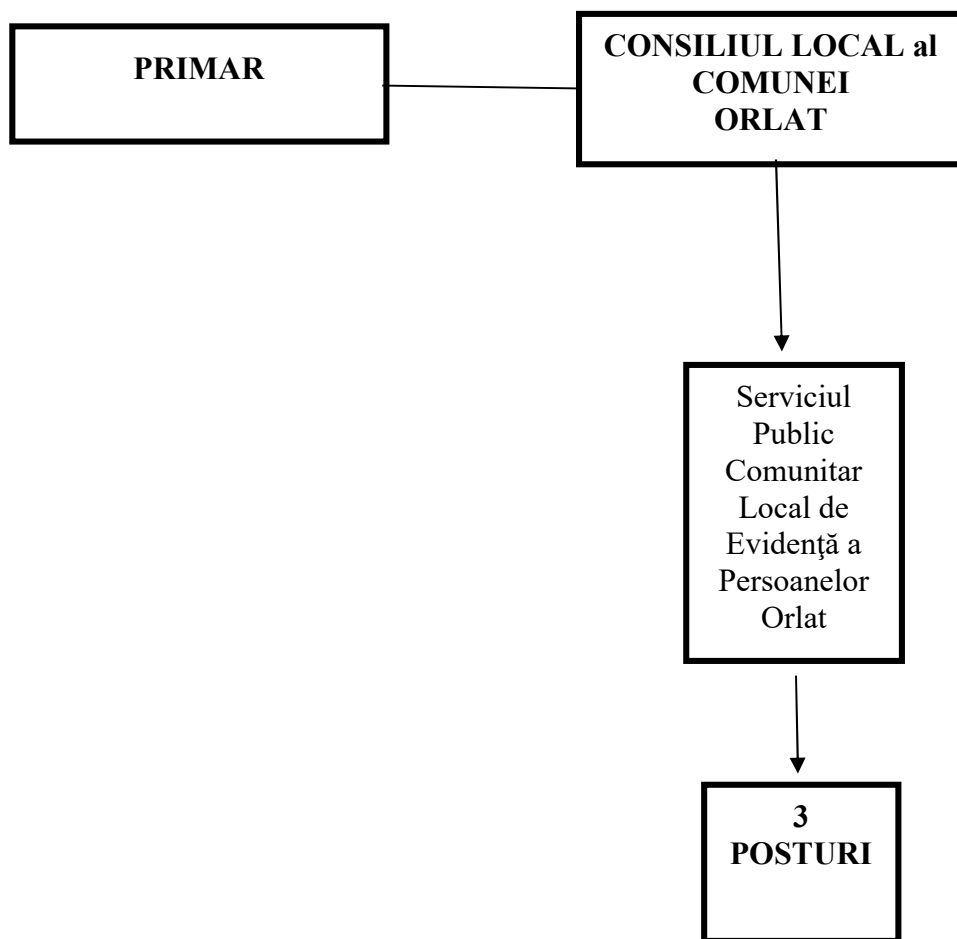 PRIMAR
CONSILIUL LOCAL al
COMUNEI
ORLAT
Serviciul
Public
Comunitar
Local de
Evidenţă a
Persoanelor
Orlat
3
POSTURI